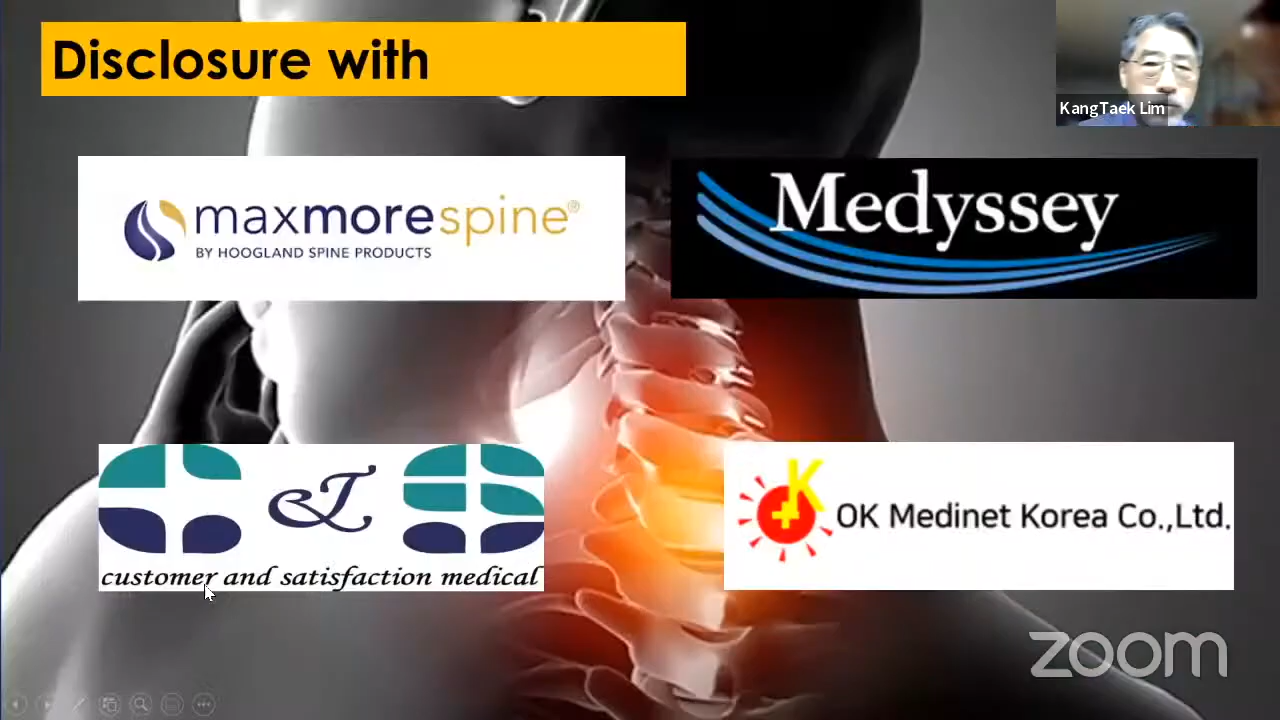 Disclosure with
KangTaek Lim
maxmorespine®
BY HOOGLAND SPINE PRODUCTS
Medyssey
C&S
customer and satisfaction medical
K
OK Medinet Korea Co.,Ltd.
zoom